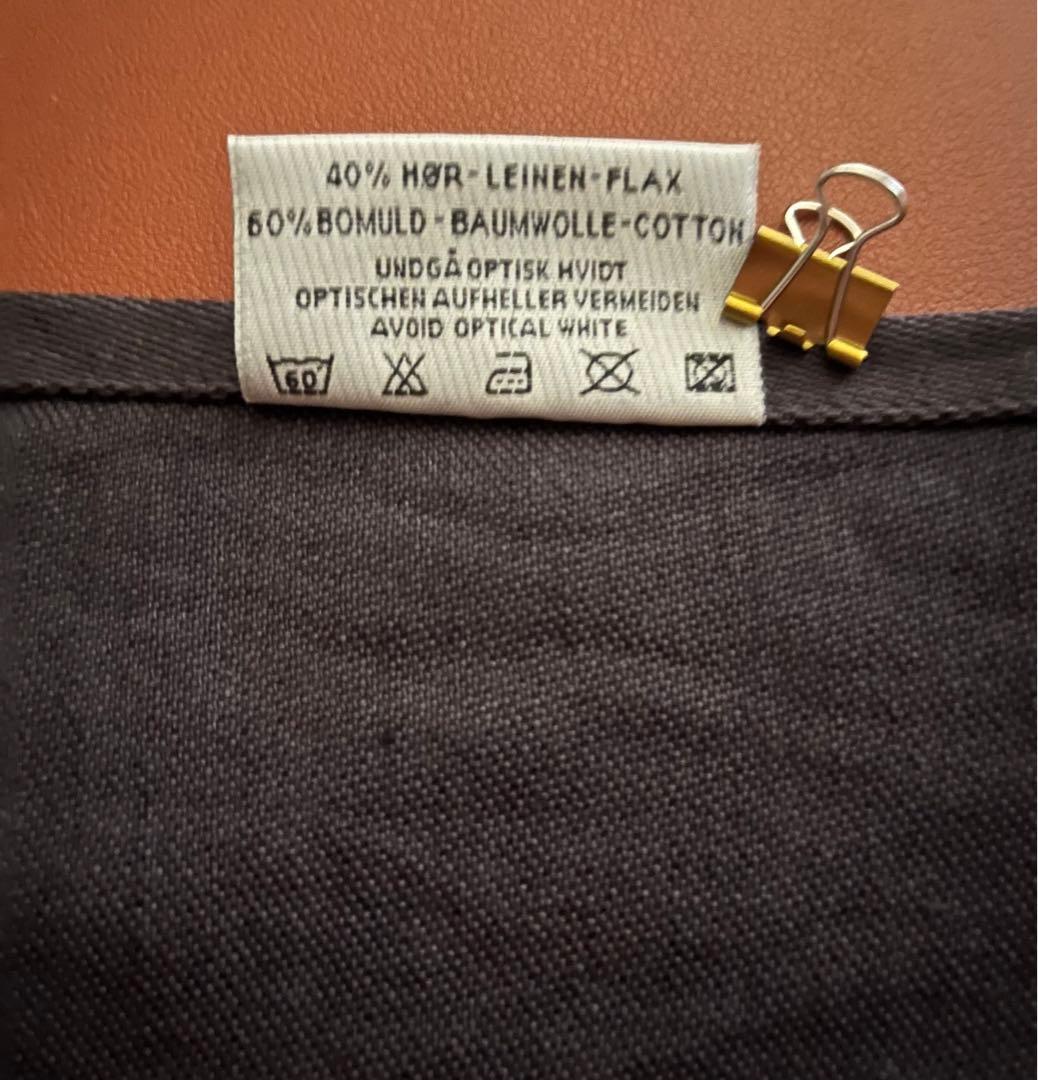 40% HØR-LEINEN-FLAX
60% BOMULD-BAUMWOLLE-COTTON
UNDGÅ OPTISK HVIDT
OPTISCHEN AUFHELLER VERMEIDEN
AVOID OPTICAL WHITE
60